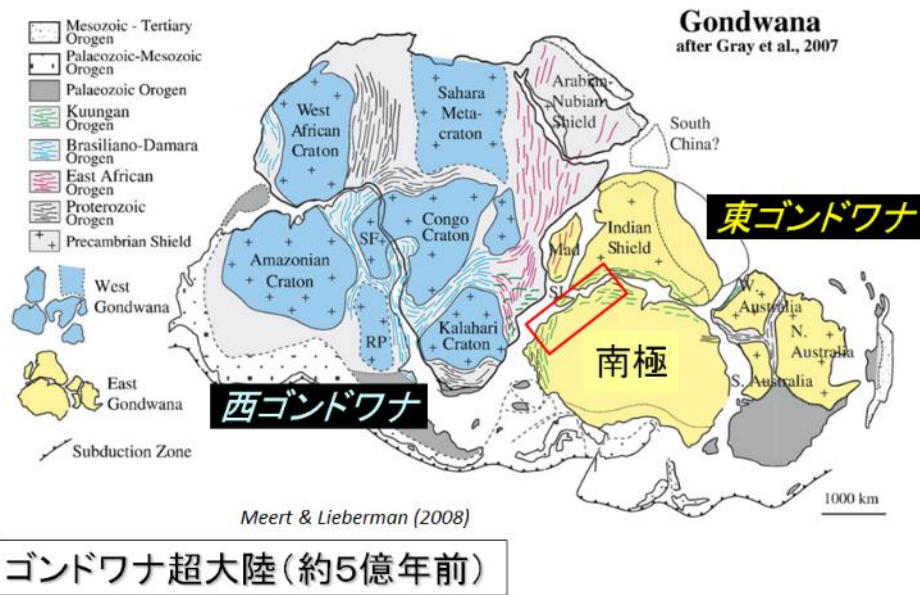 Gondwana
after Gray et al., 2007
Mesozoic - Tertiary
Orogen
Palaeozoic-Mesozoic
Orogen
Palaeozoic Orogen
Kuungan
Orogen
Brasiliano-Damara
Orogen
East African
Orogen
Proterozoic
Orogen
Precambrian Shield
West
Gondwana
East
Gondwana
Subduction Zone
West
African
Craton
Sahara
Meta-
craton
Arabian-
Nubian
Shield
South
China?
東ゴンドワナ
Amazonian
Craton
SF
Congo
Craton
Mad
Indian
Shield
SL
RP
Kalahari
Craton
南極
W.
Australia
N.
Australia
S. Australia
西ゴンドワナ
1000 km
Meert & Lieberman (2008)
ゴンドワナ超大陸(約5億年前)